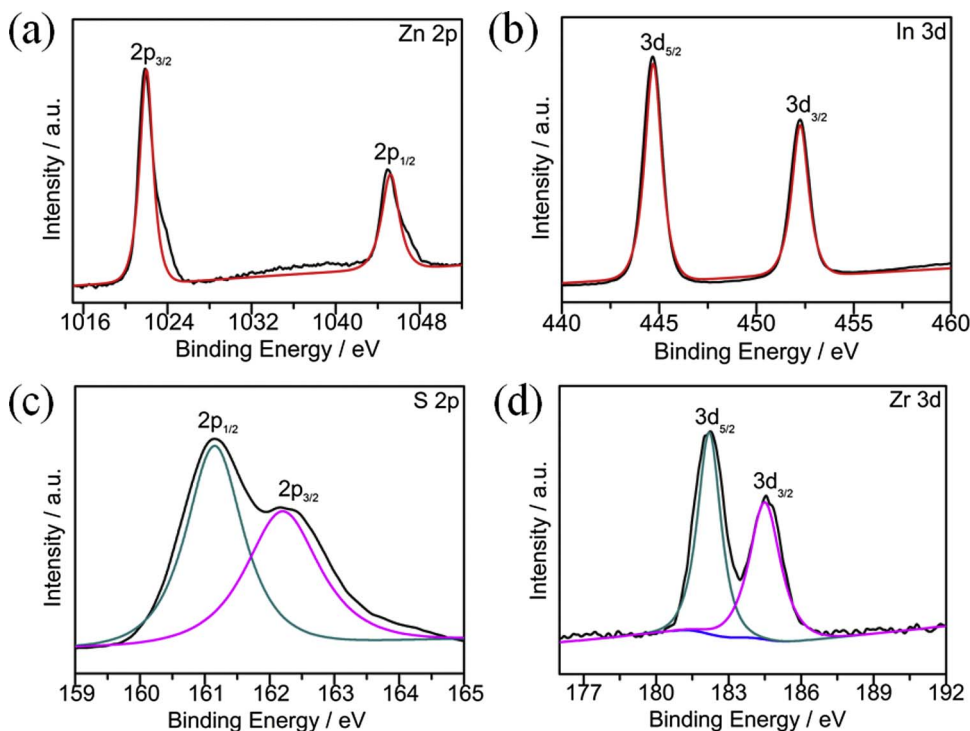 (a)
Zn 2p
2p3/2
2p1/2
Intensity / a.u.
1016 1024 1032 1040 1048
Binding Energy / eV
(b)
In 3d
3d5/2
3d3/2
Intensity / a.u.
440 445 450 455 460
Binding Energy / eV
(c)
S 2p
2p1/2
2p3/2
Intensity / a.u.
159 160 161 162 163 164 165
Binding Energy / eV
(d)
Zr 3d
3d5/2
3d3/2
Intensity / a.u.
177 180 183 186 189 192
Binding Energy / eV